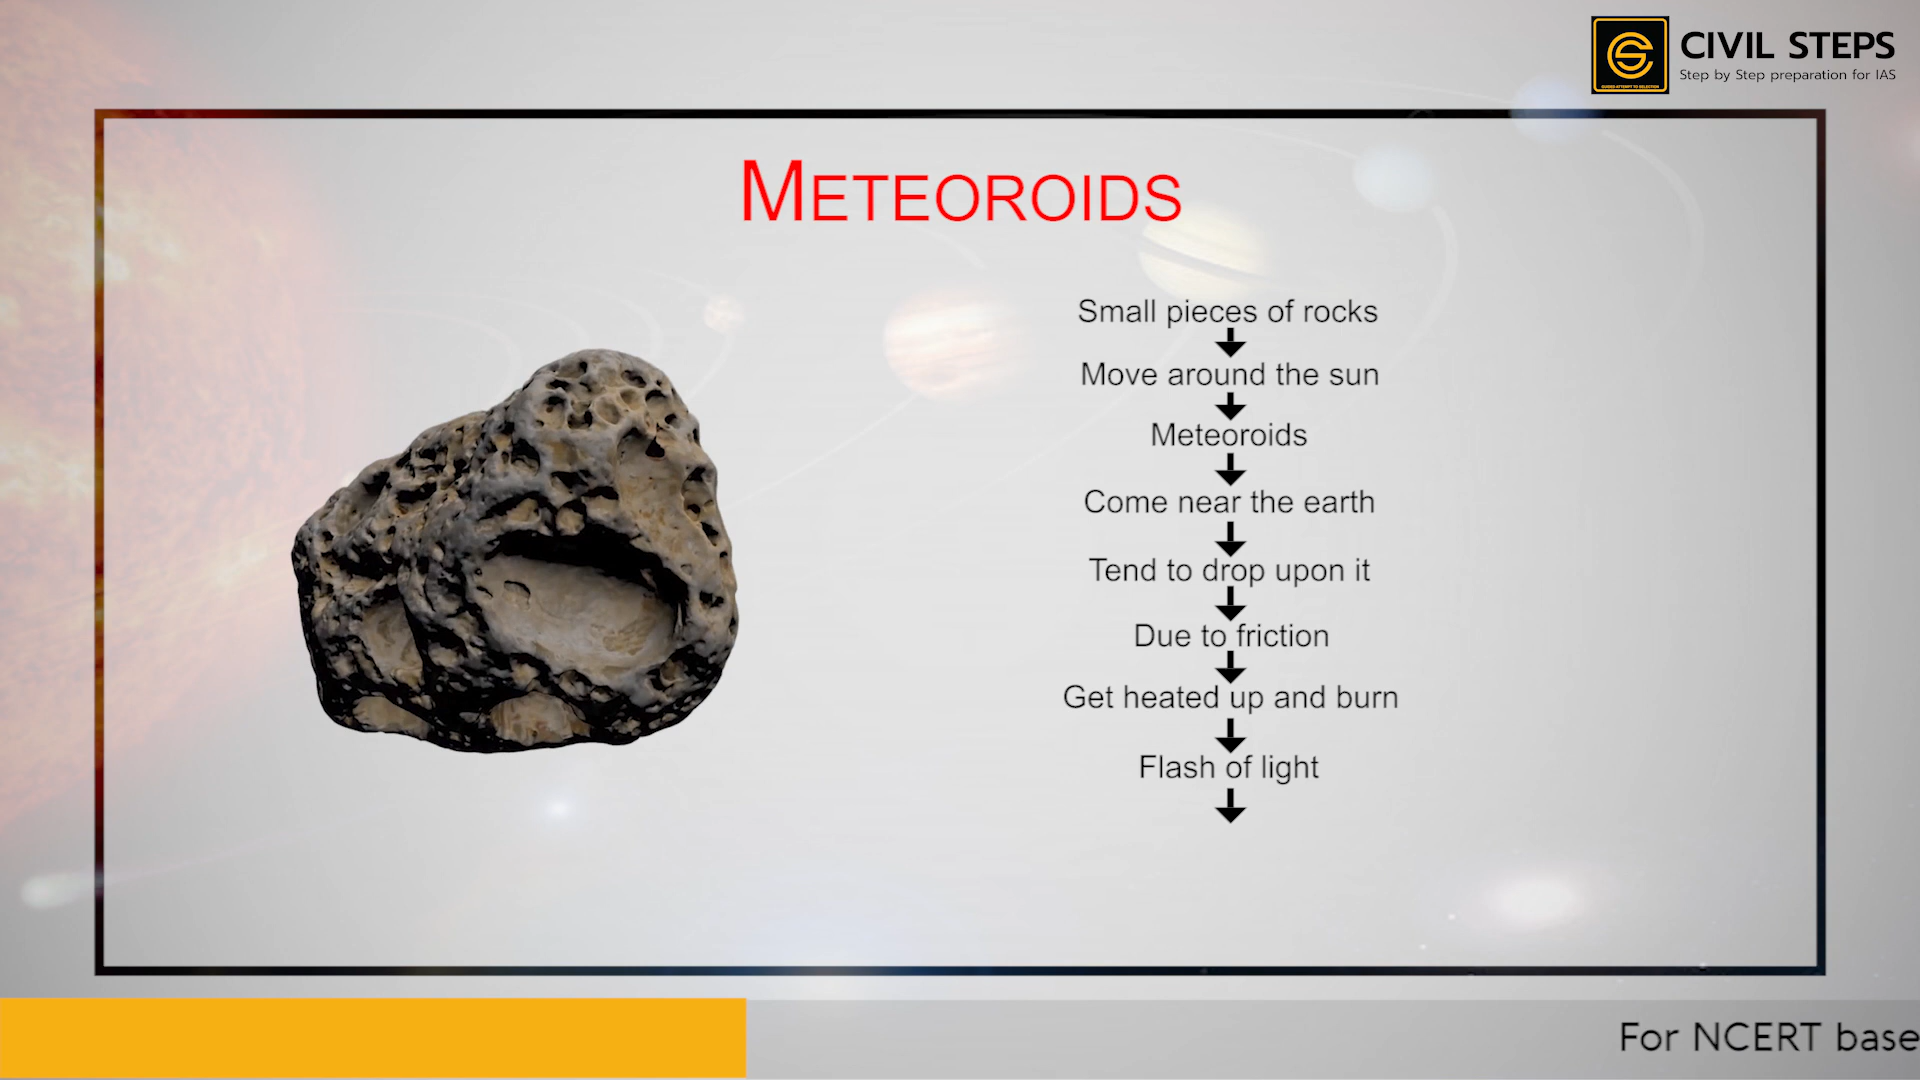 CIVIL STEPS
Step by Step preparation for IAS
METEOROIDS
Small pieces of rocks
Move around the sun
Meteoroids
Come near the earth
Tend to drop upon it
Due to friction
Get heated up and burn
Flash of light
For NCERT base